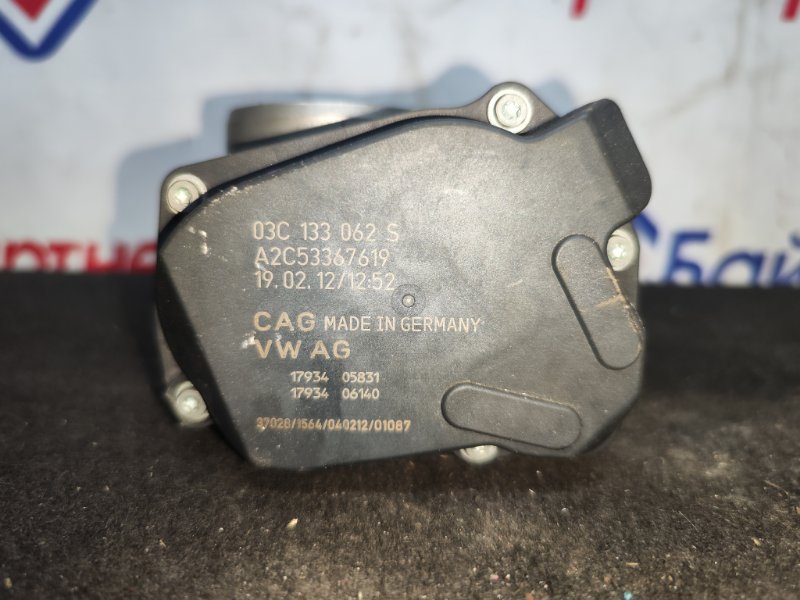 03C 133 062 S
A2C53367619
19.02.12/12:52
CAG MADE IN GERMANY
VW AG
17934 05831
17934 06140
87028/1564/040212/01087